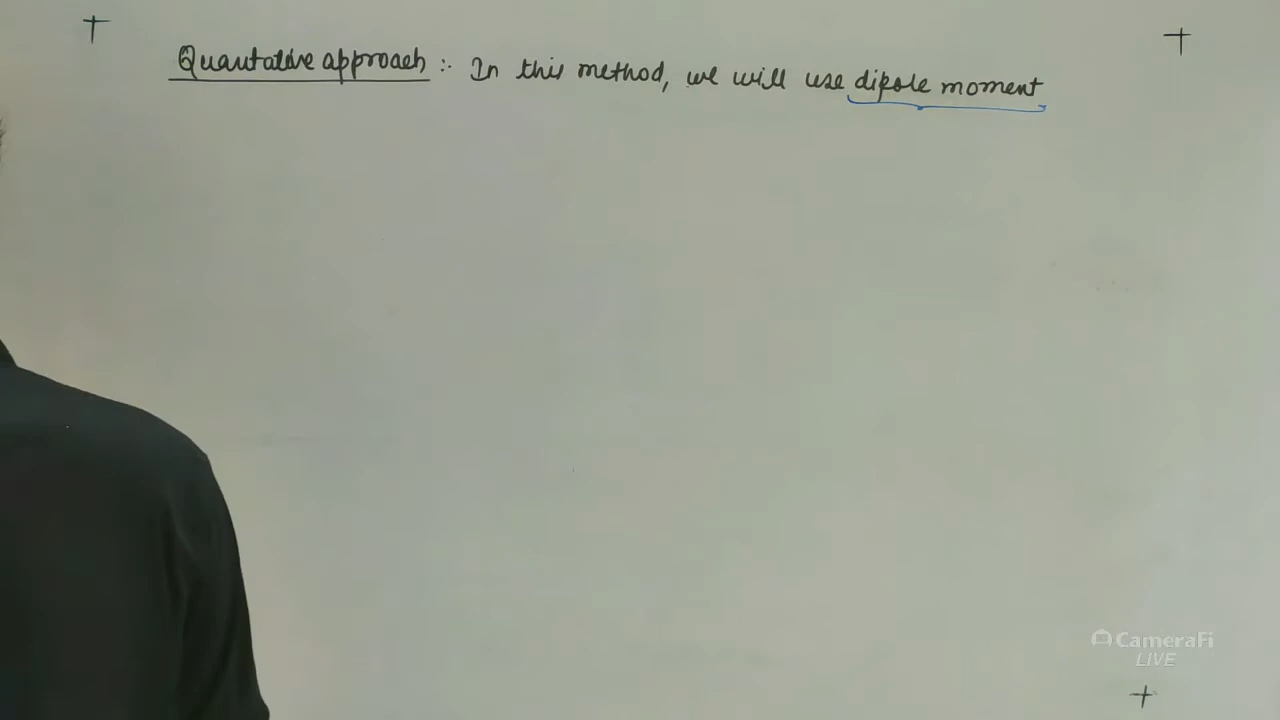 Quantative approach :- In this method, we will use dipole moment
CameraFi
LIVE